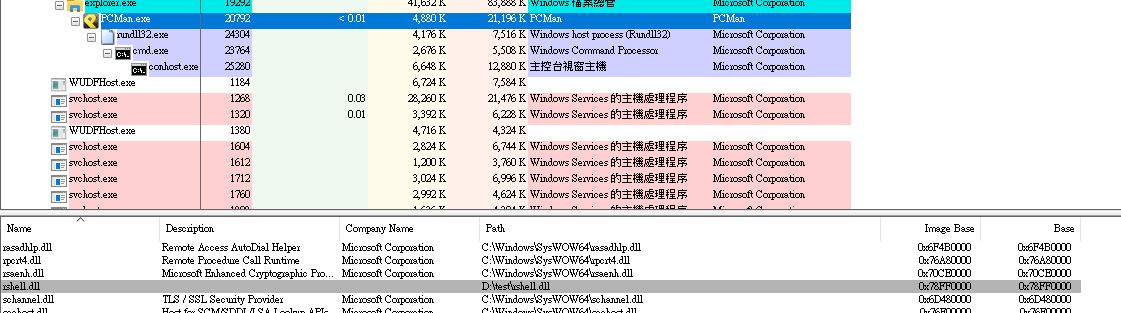 explorer.exe 19292 41,632 K 83,888 K Windows 檔案總管 Microsoft Corporation
PCMan.exe 20792 < 0.01 4,880 K 21,196 K PCMan PCMan
rundll32.exe 24304 4,176 K 7,516 K Windows host process (Rundll32) Microsoft Corporation
cmd.exe 23764 2,676 K 5,508 K Windows Command Processor Microsoft Corporation
conhost.exe 25280 6,648 K 12,880 K 主控台視窗主機 Microsoft Corporation
WUDFHost.exe 1184 6,724 K 7,584 K
svchost.exe 1268 0.03 28,260 K 21,476 K Windows Services 的主機處理程序 Microsoft Corporation
svchost.exe 1320 0.01 3,392 K 6,228 K Windows Services 的主機處理程序 Microsoft Corporation
WUDFHost.exe 1380 4,716 K 4,324 K
svchost.exe 1604 2,824 K 6,744 K Windows Services 的主機處理程序 Microsoft Corporation
svchost.exe 1612 1,200 K 3,760 K Windows Services 的主機處理程序 Microsoft Corporation
svchost.exe 1712 3,024 K 6,996 K Windows Services 的主機處理程序 Microsoft Corporation
svchost.exe 1760 2,992 K 4,624 K Windows Services 的主機處理程序 Microsoft Corporation
Name Description Company Name Path Image Base Base
rasadhlp.dll Remote Access AutoDial Helper Microsoft Corporation C:\Windows\SysWOW64\rasadhlp.dll 0x6F4B0000 0x6F4B0000
rpcrt4.dll Remote Procedure Call Runtime Microsoft Corporation C:\Windows\SysWOW64\rpcrt4.dll 0x76A80000 0x76A80000
rsaenh.dll Microsoft Enhanced Cryptographic Pro... Microsoft Corporation C:\Windows\SysWOW64\rsaenh.dll 0x70CE0000 0x70CE0000
rshell.dll D:\test\rshell.dll 0x78FF0000 0x78FF0000
schannel.dll TLS / SSL Security Provider Microsoft Corporation C:\Windows\SysWOW64\schannel.dll 0x6D480000 0x6D480000